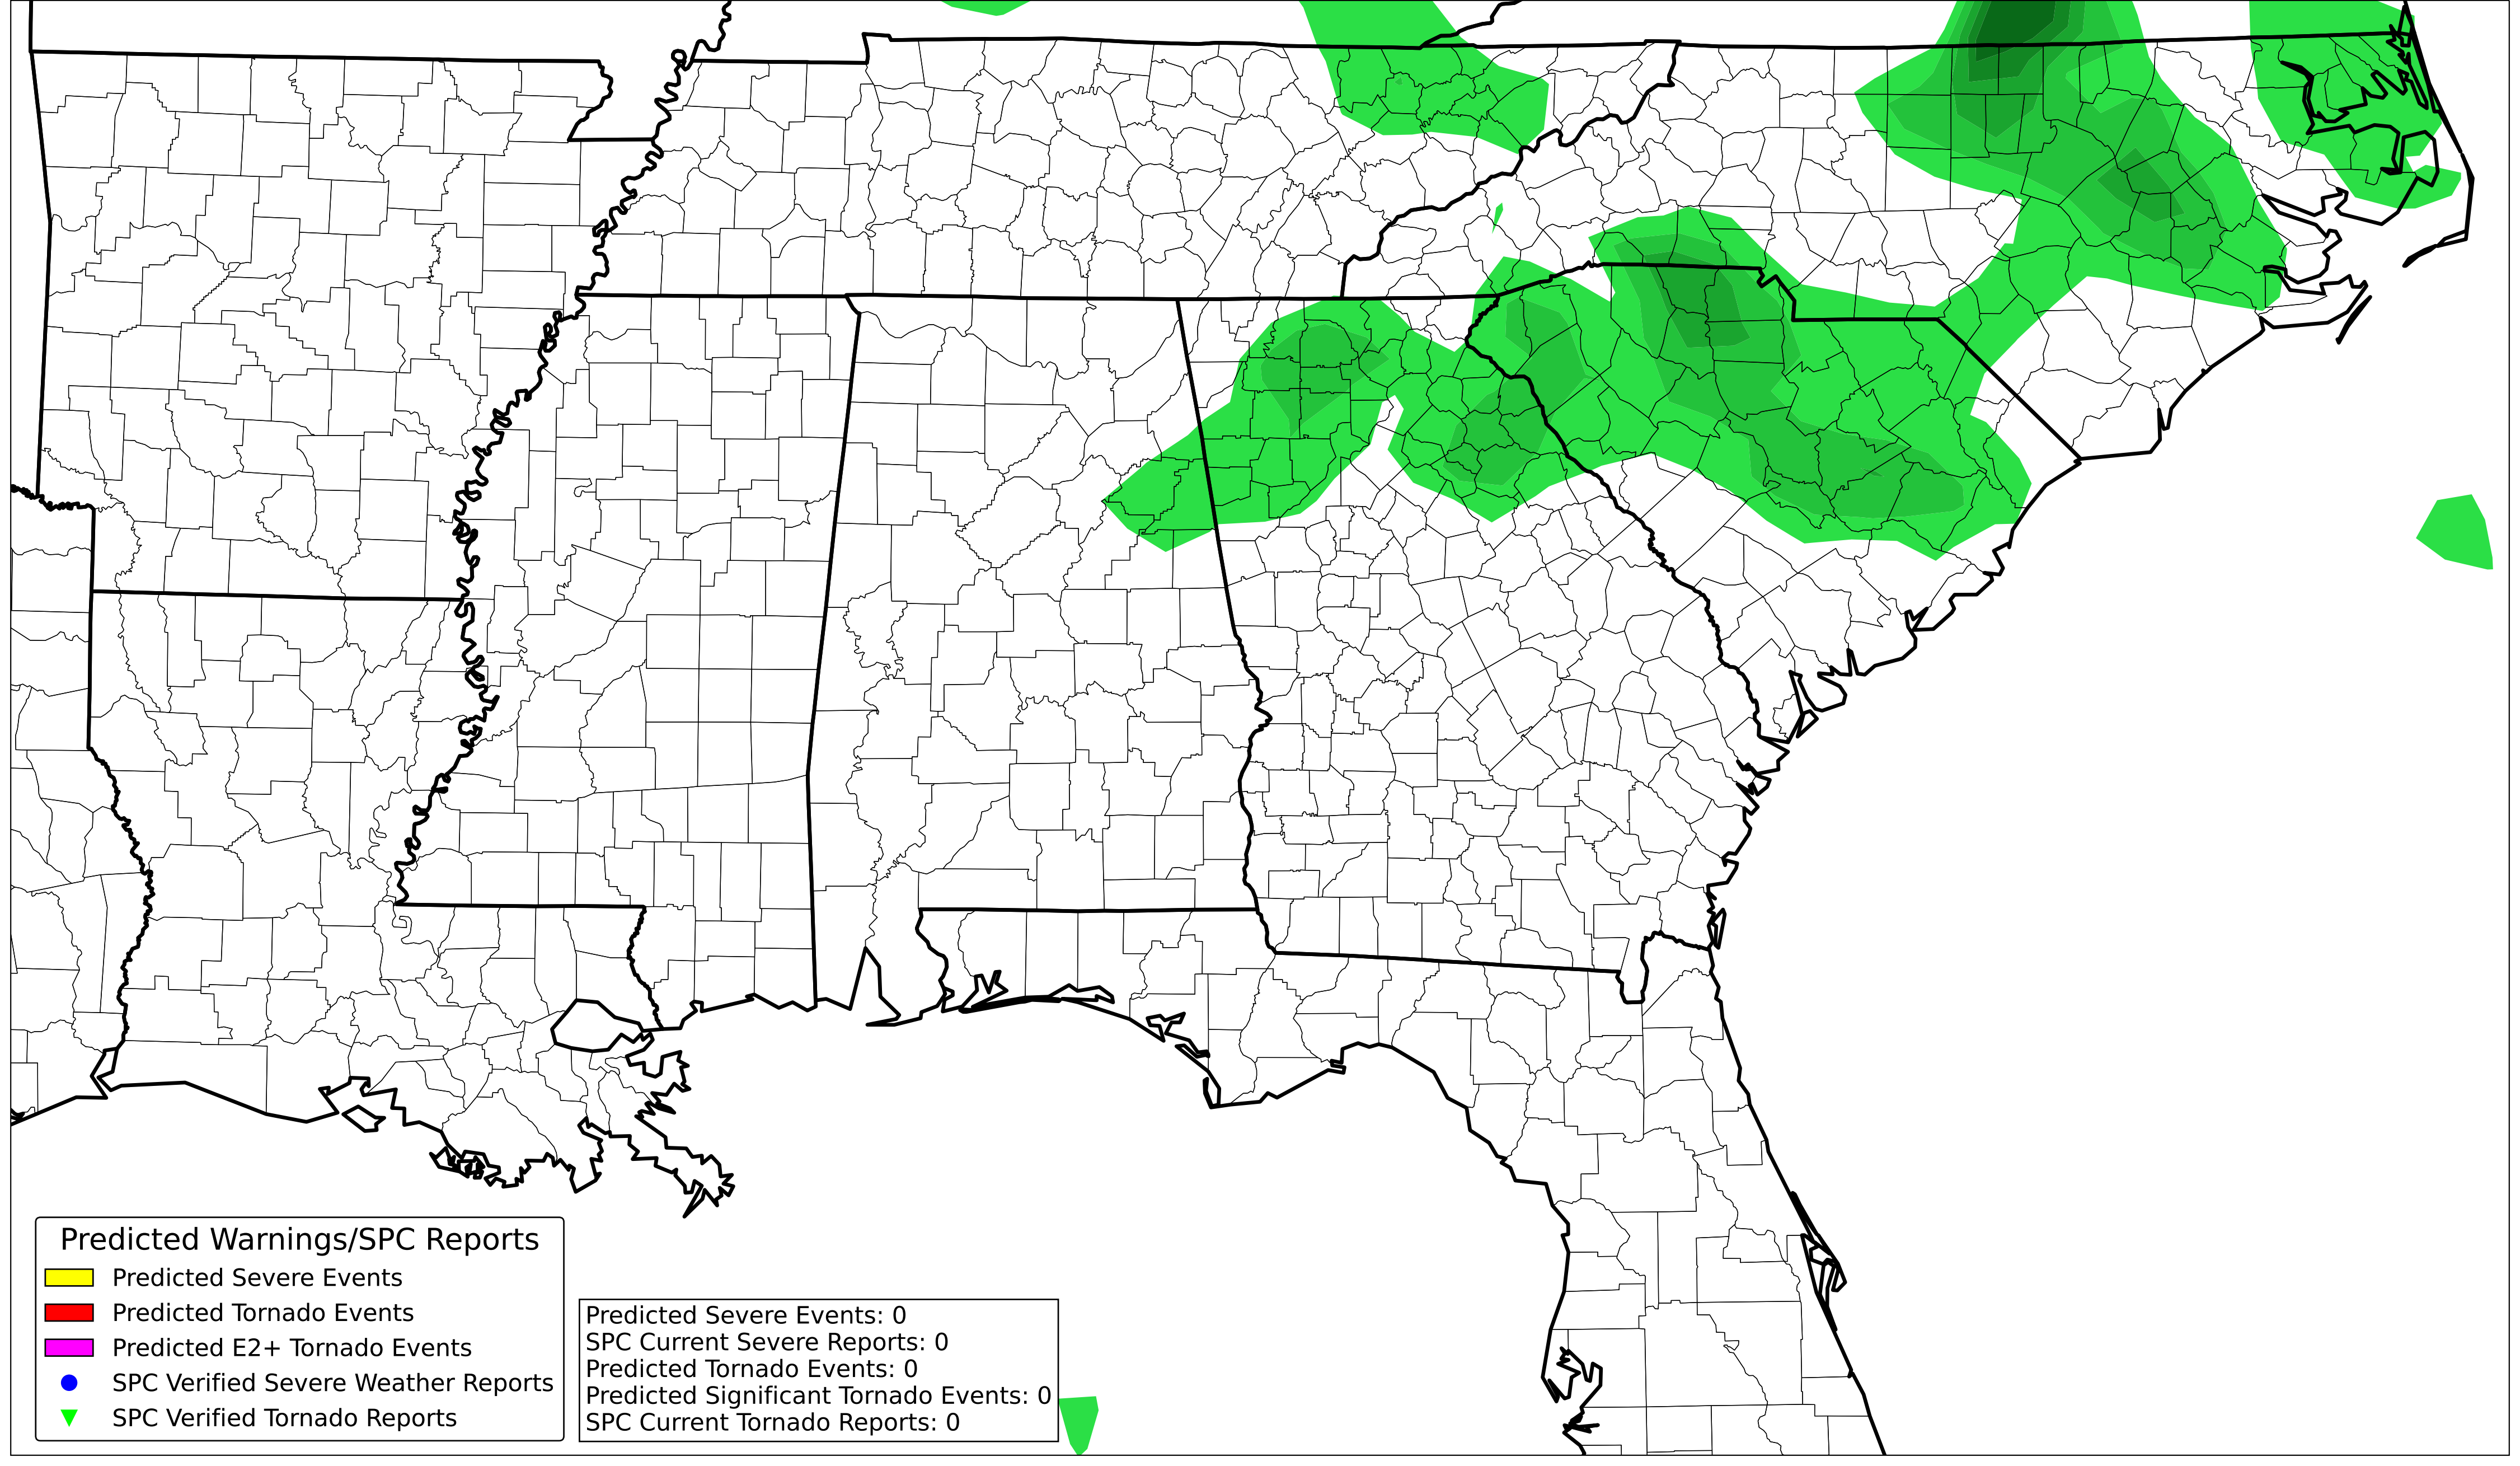 Predicted Warnings/SPC Reports
Predicted Severe Events
Predicted Tornado Events
Predicted E2+ Tornado Events
SPC Verified Severe Weather Reports
SPC Verified Tornado Reports
Predicted Severe Events: 0
SPC Current Severe Reports: 0
Predicted Tornado Events: 0
Predicted Significant Tornado Events: 0
SPC Current Tornado Reports: 0